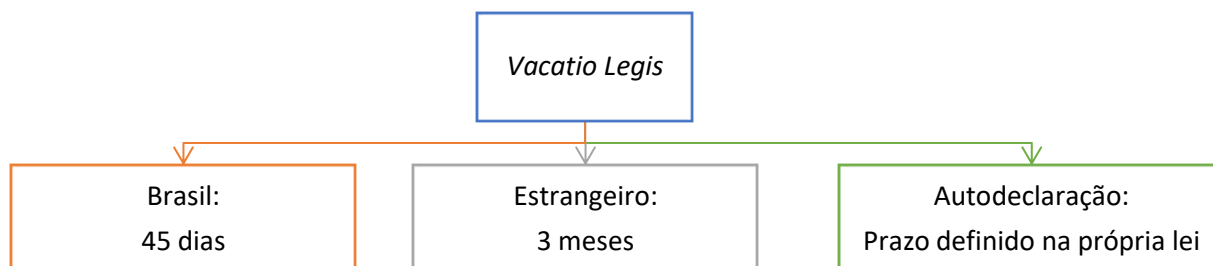 Vacatio Legis
Brasil:
45 dias
Estrangeiro:
3 meses
Autodeclaração:
Prazo definido na própria lei